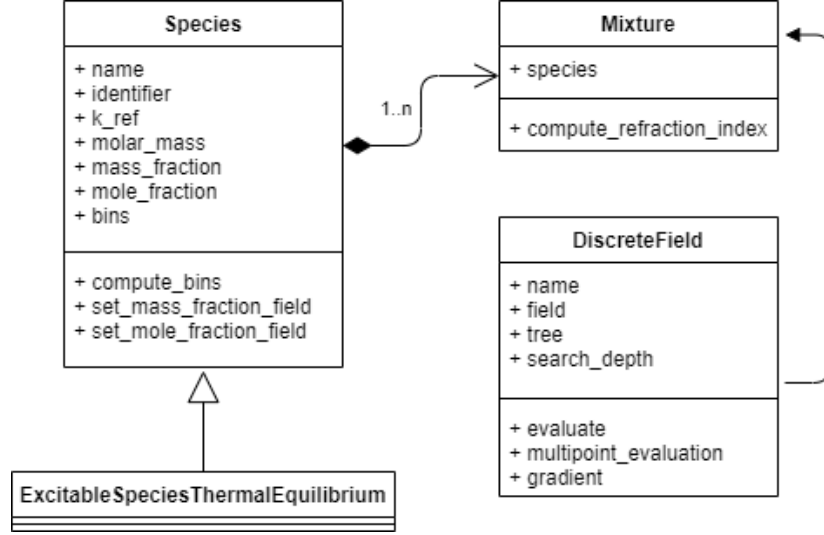 Species
+ name
+ identifier
+ k_ref
+ molar_mass
+ mass_fraction
+ mole_fraction
+ bins
+ compute_bins
+ set_mass_fraction_field
+ set_mole_fraction_field
1..n
Mixture
+ species
+ compute_refraction_index
DiscreteField
+ name
+ field
+ tree
+ search_depth
+ evaluate
+ multipoint_evaluation
+ gradient
ExcitableSpeciesThermalEquilibrium